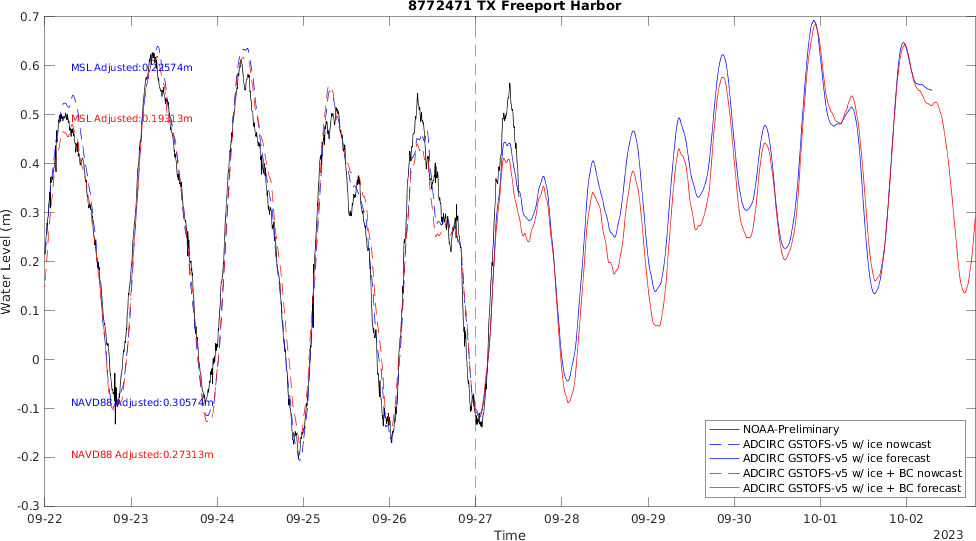 8772471 TX Freeport Harbor
0.7
0.6
0.5
0.4
0.3
0.2
0.1
0
-0.1
-0.2
-0.3
Water Level (m)
MSL Adjusted:0.22574m
MSL Adjusted:0.19313m
NAVD88 Adjusted:0.30574m
NAVD88 Adjusted:0.27313m
NOAA-Preliminary
ADCIRC GSTOFS-v5 w/ ice nowcast
ADCIRC GSTOFS-v5 w/ ice forecast
ADCIRC GSTOFS-v5 w/ ice + BC nowcast
ADCIRC GSTOFS-v5 w/ ice + BC forecast
09-22 09-23 09-24 09-25 09-26 09-27 09-28 09-29 09-30 10-01 10-02
Time
2023